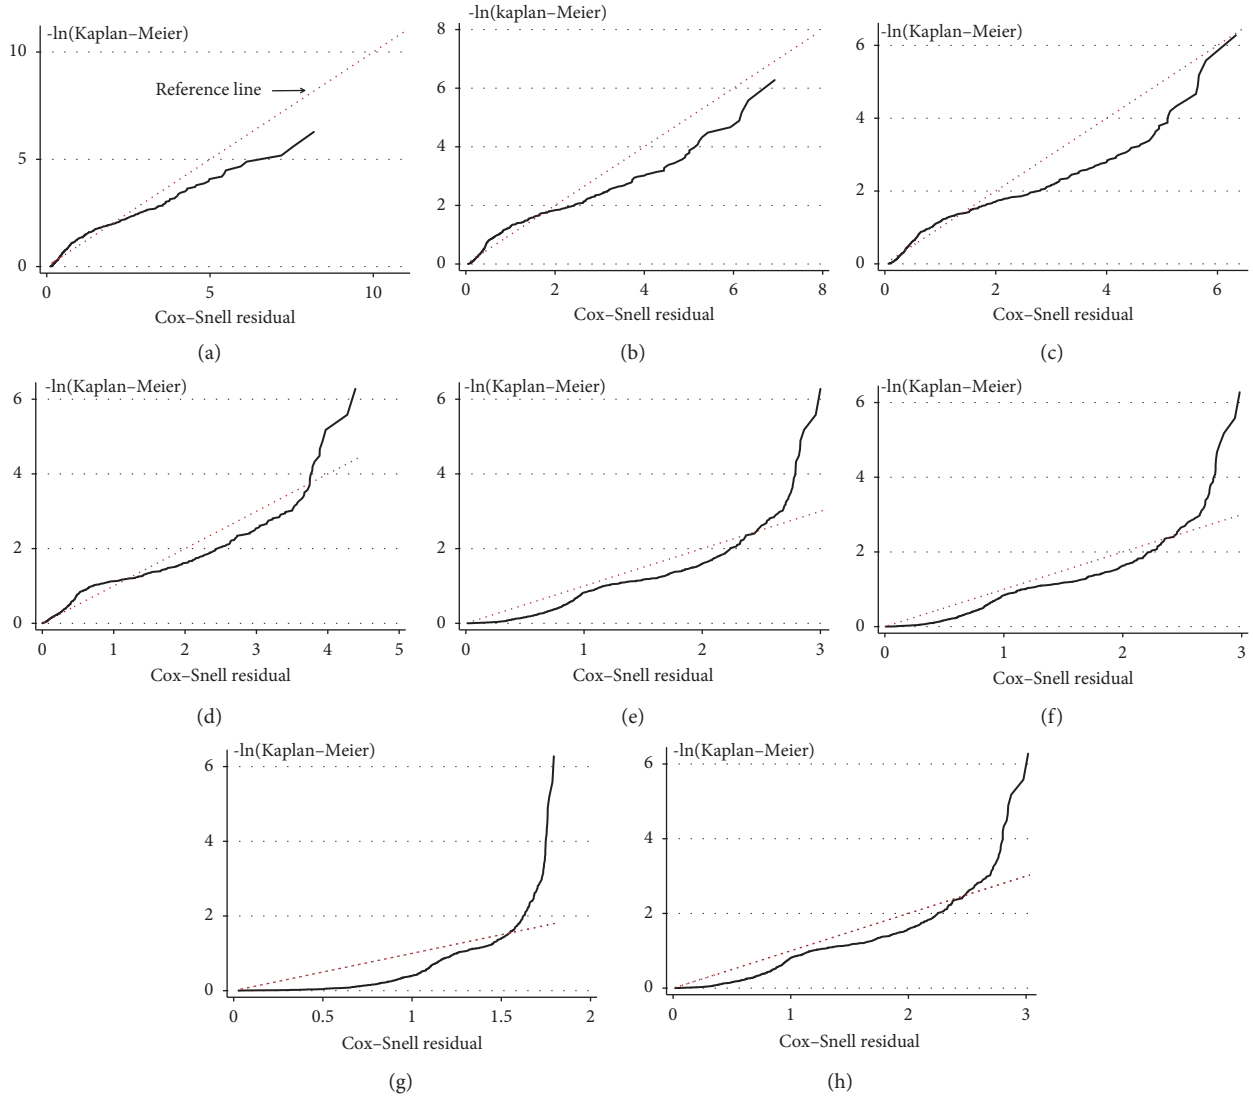 -ln(Kaplan–Meier)
10
5
0
Reference line
0 5 10
Cox–Snell residual
(a)
-ln(kaplan–Meier)
8
6
4
2
0
0 2 4 6 8
Cox–Snell residual
(b)
-ln(Kaplan–Meier)
6
4
2
0
0 2 4 6
Cox–Snell residual
(c)
-ln(Kaplan–Meier)
6
4
2
0
0 1 2 3 4 5
Cox–Snell residual
(d)
-ln(Kaplan–Meier)
6
4
2
0
0 1 2 3
Cox–Snell residual
(e)
-ln(Kaplan–Meier)
6
4
2
0
0 1 2 3
Cox–Snell residual
(f)
-ln(Kaplan–Meier)
6
4
2
0
0 0.5 1 1.5 2
Cox–Snell residual
(g)
-ln(Kaplan–Meier)
6
4
2
0
0 1 2 3
Cox–Snell residual
(h)